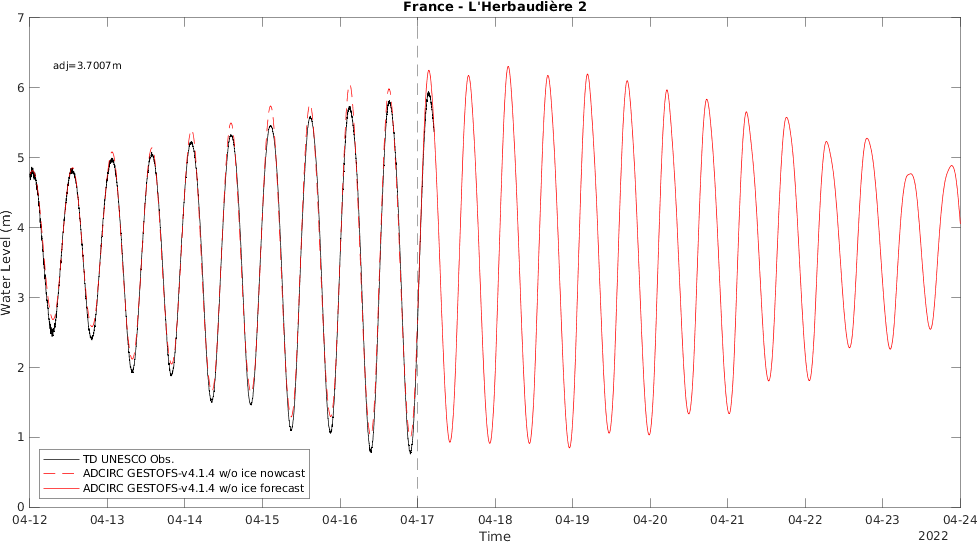 France - L'Herbaudière 2
adj=3.7007m
7
6
5
4
3
2
1
0
Water Level (m)
TD UNESCO Obs.
ADCIRC GESTOFS-v4.1.4 w/o ice nowcast
ADCIRC GESTOFS-v4.1.4 w/o ice forecast
04-12 04-13 04-14 04-15 04-16 04-17 04-18 04-19 04-20 04-21 04-22 04-23 04-24
Time
2022